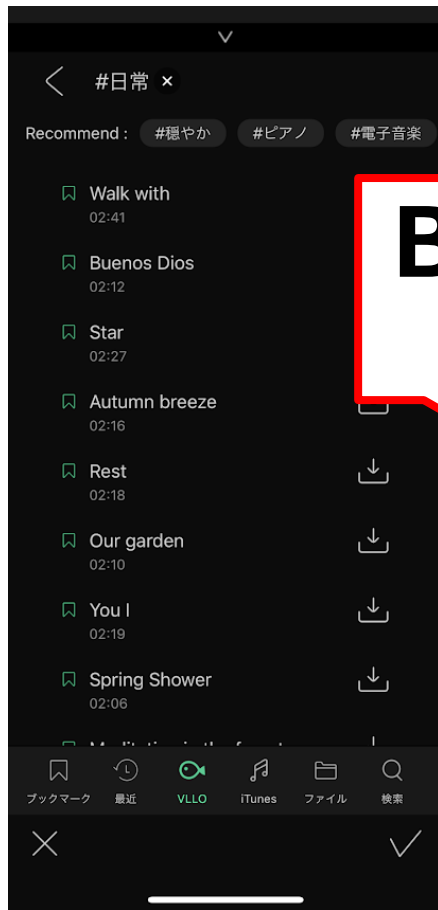 #日常 ×
Recommend : #穏やか #ピアノ #電子音楽
Walk with
02:41
Buenos Dios
02:12
B
Star
02:27
Autumn breeze
02:16
Rest
02:18
Our garden
02:10
You I
02:19
Spring Shower
02:06
ブックマーク 最近 VLLO iTunes ファイル 検索